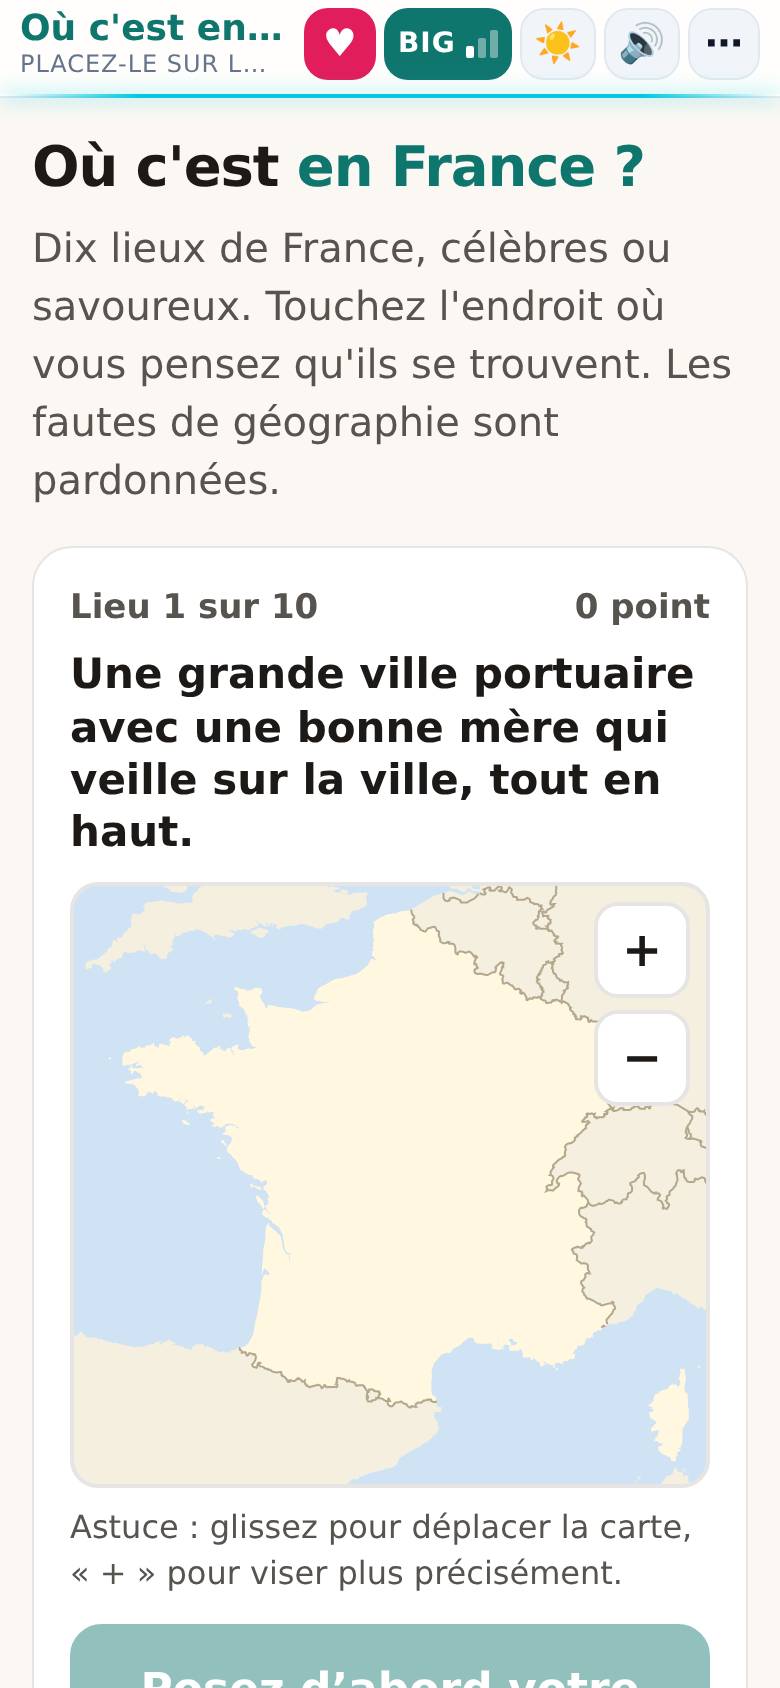 Où c'est en...
PLACEZ-LE SUR L...
♥
BIG
...
Où c'est en France ?
Dix lieux de France, célèbres ou
savoureux. Touchez l'endroit où
vous pensez qu'ils se trouvent. Les
fautes de géographie sont
pardonnées.
Lieu 1 sur 10
0 point
Une grande ville portuaire
avec une bonne mère qui
veille sur la ville, tout en
haut.
+
−
Astuce : glissez pour déplacer la carte,
« + » pour viser plus précisément.
Posez d’abord votre